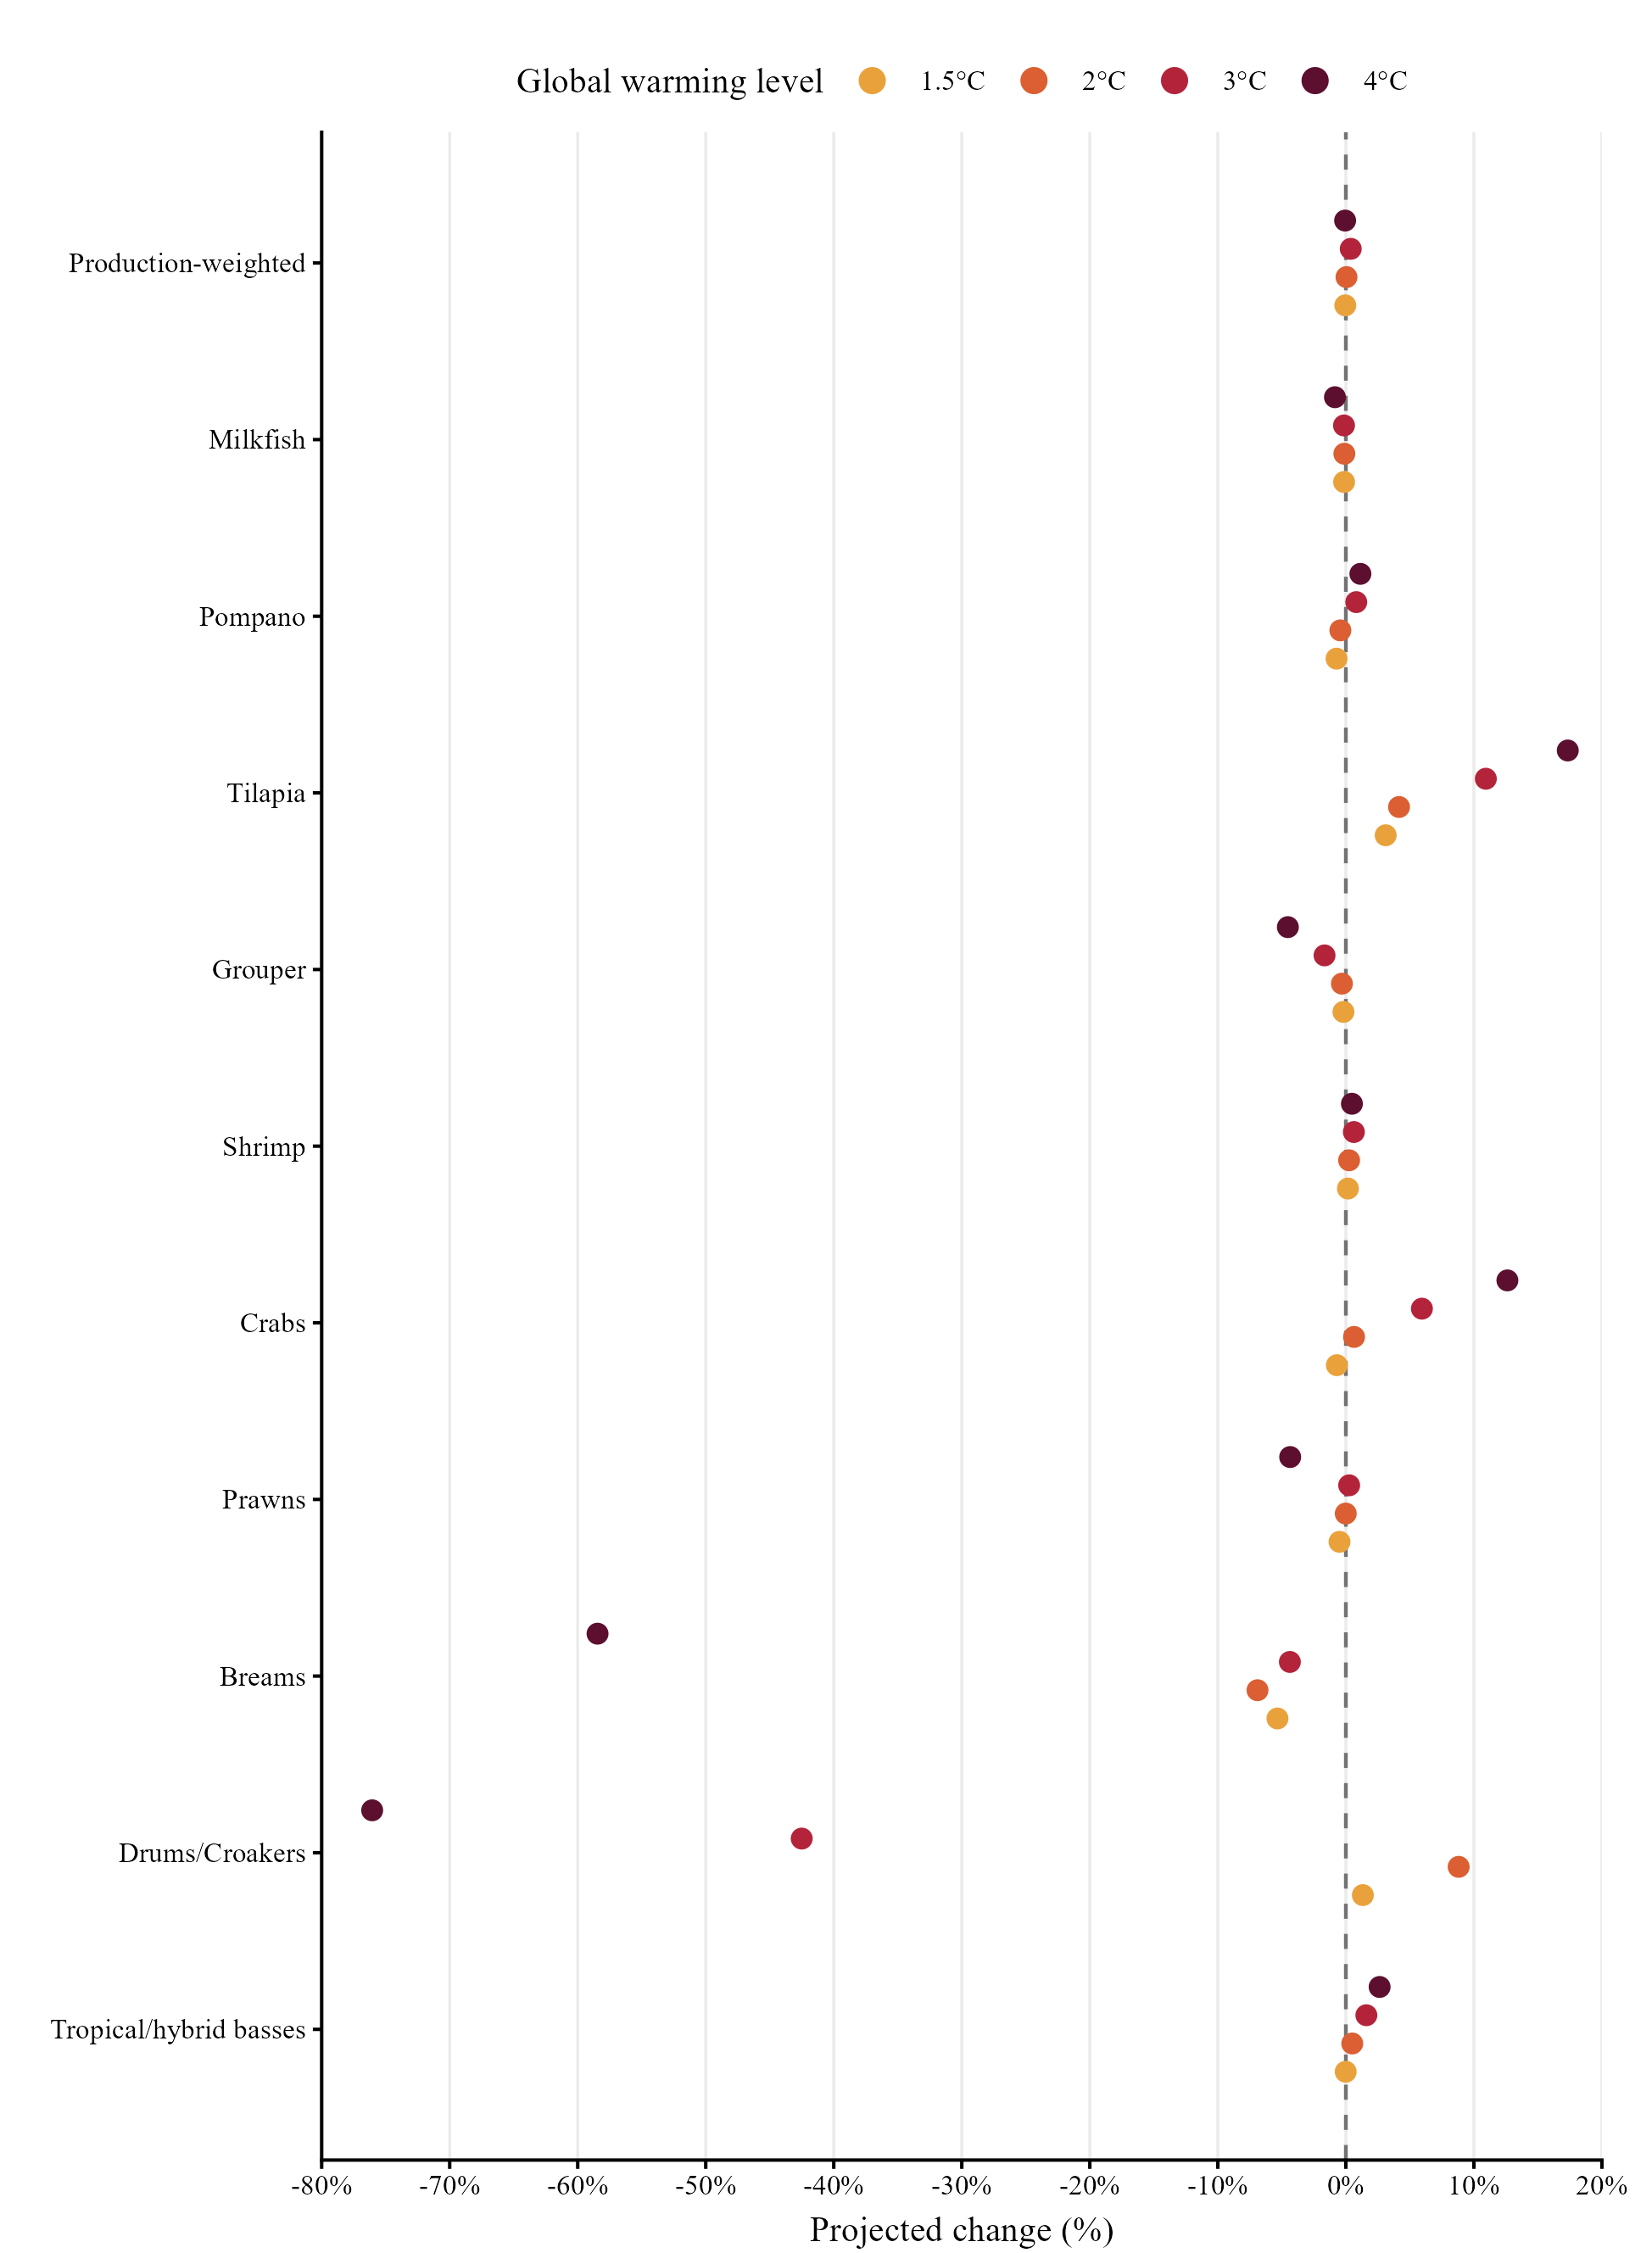 Global warming level 1.5°C 2°C 3°C 4°C
Production-weighted
Milkfish
Pompano
Tilapia
Grouper
Shrimp
Crabs
Prawns
Breams
Drums/Croakers
Tropical/hybrid basses
-80% -70% -60% -50% -40% -30% -20% -10% 0% 10% 20%
Projected change (%)